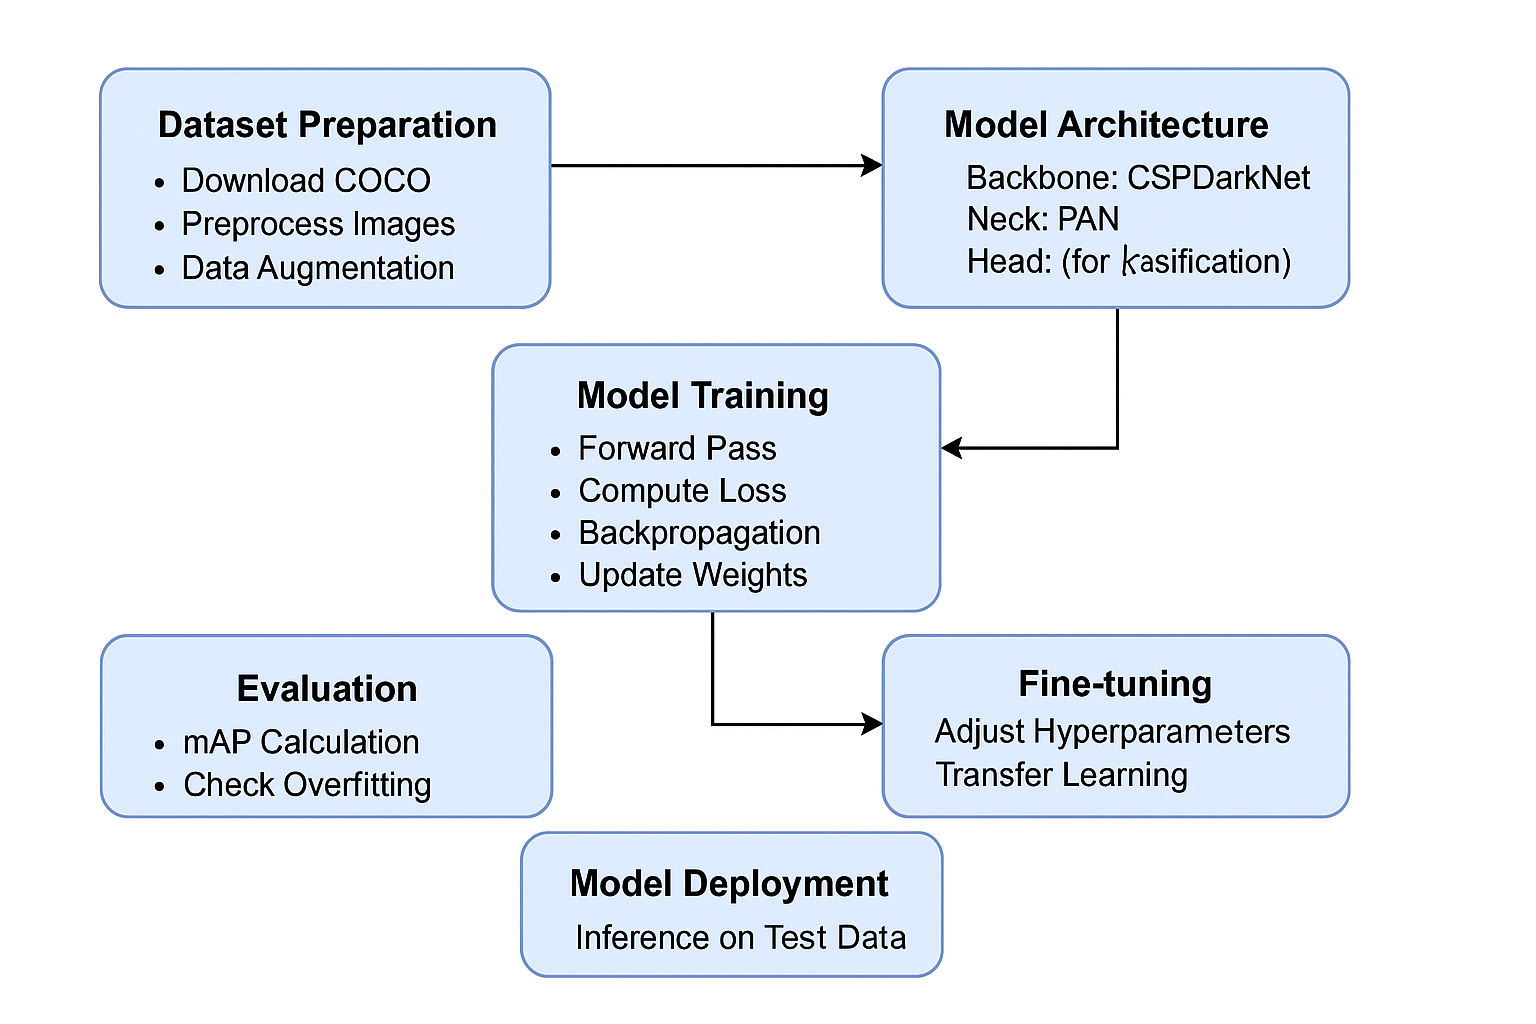 Dataset Preparation
• Download COCO
• Preprocess Images
• Data Augmentation
Model Architecture
Backbone: CSPDarkNet
Neck: PAN
Head: (for kasification)
Model Training
• Forward Pass
• Compute Loss
• Backpropagation
• Update Weights
Evaluation
• mAP Calculation
• Check Overfitting
Fine-tuning
Adjust Hyperparameters
Transfer Learning
Model Deployment
Inference on Test Data